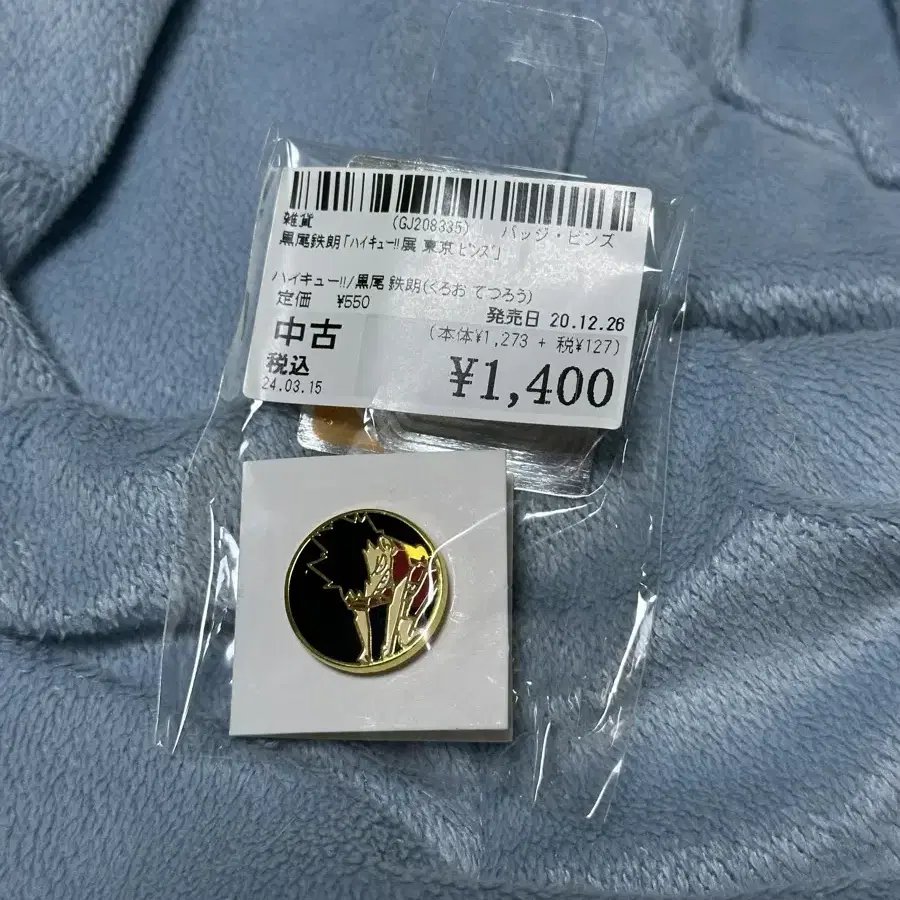 雑貨 (GJ208335) バッジ・ピンズ
黒尾鉄朗「ハイキュー!!展 東京 ピンズ」
ハイキュー!!/黒尾 鉄朗(くろお てつろう)
定価 ¥550
発売日 20.12.26
中古 (本体¥1,273 + 税¥127)
税込 ¥1,400
24.03.15